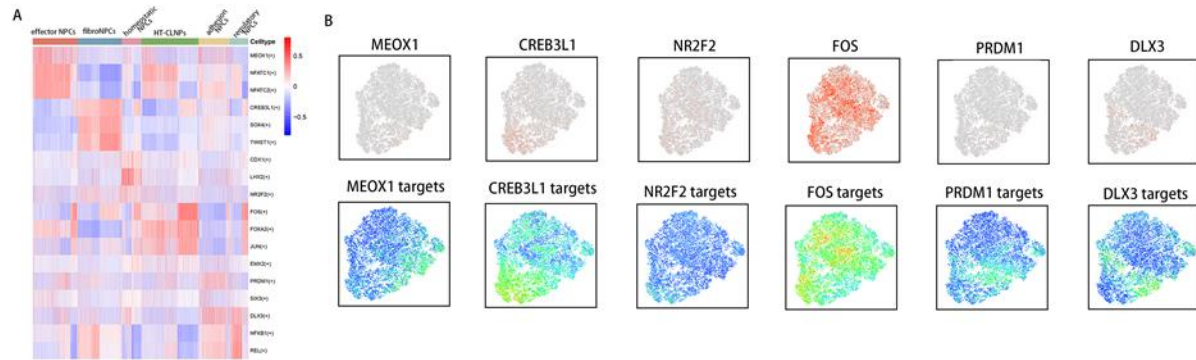 A
effector NPCs
fibroNPCs
homeostatic NPCs
HT-CLNPs
adhesion NPCs
regulatory NPCs
Celltype
MEOX1(+)
NFATC1(+)
NFATC2(+)
CREB3L1(+)
SOX4(+)
TWIST1(+)
CDX1(+)
LHX2(+)
NR2F2(+)
FOS(+)
FOXA3(+)
JUN(+)
EMX2(+)
PRDM1(+)
SIX3(+)
DLX3(+)
NFKB1(+)
REL(+)
0.5
0
−0.5
B
MEOX1
CREB3L1
NR2F2
FOS
PRDM1
DLX3
MEOX1 targets
CREB3L1 targets
NR2F2 targets
FOS targets
PRDM1 targets
DLX3 targets